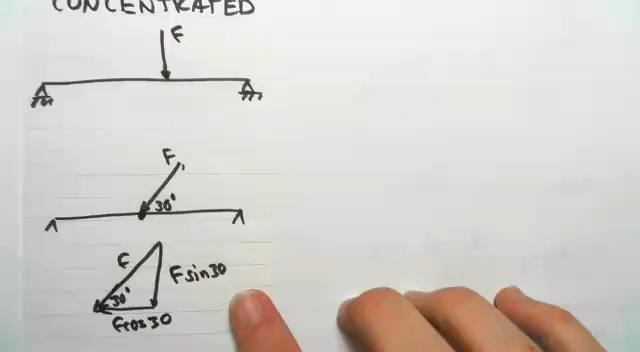 CONCENTRATED
F
F
30°
F
Fsin30
30°
Fcos30